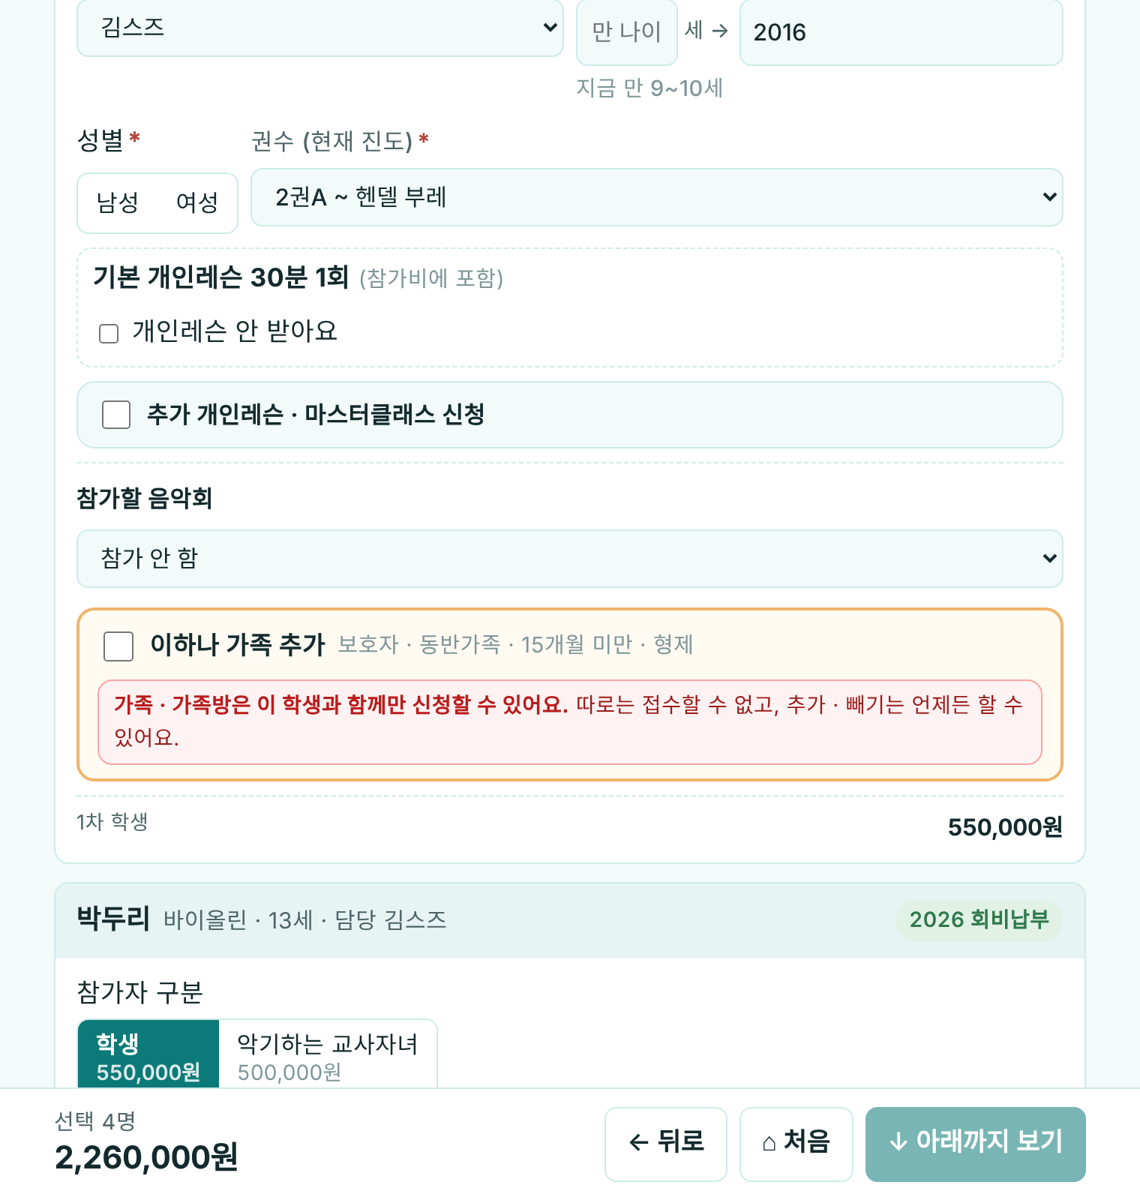 김스즈
만 나이 세 → 2016
지금 만 9~10세
성별 * 권수 (현재 진도) *
남성 여성 2권A ~ 헨델 부레
기본 개인레슨 30분 1회 (참가비에 포함)
개인레슨 안 받아요
추가 개인레슨 · 마스터클래스 신청
참가할 음악회
참가 안 함
이하나 가족 추가 보호자 · 동반가족 · 15개월 미만 · 형제
가족 · 가족방은 이 학생과 함께만 신청할 수 있어요. 따로는 접수할 수 없고, 추가 · 빼기는 언제든 할 수
있어요.
1차 학생 550,000원
박두리 바이올린 · 13세 · 담당 김스즈 2026 회비납부
참가자 구분
학생 악기하는 교사자녀
550,000원 500,000원
선택 4명
2,260,000원
← 뒤로 ⌂ 처음 ↓ 아래까지 보기